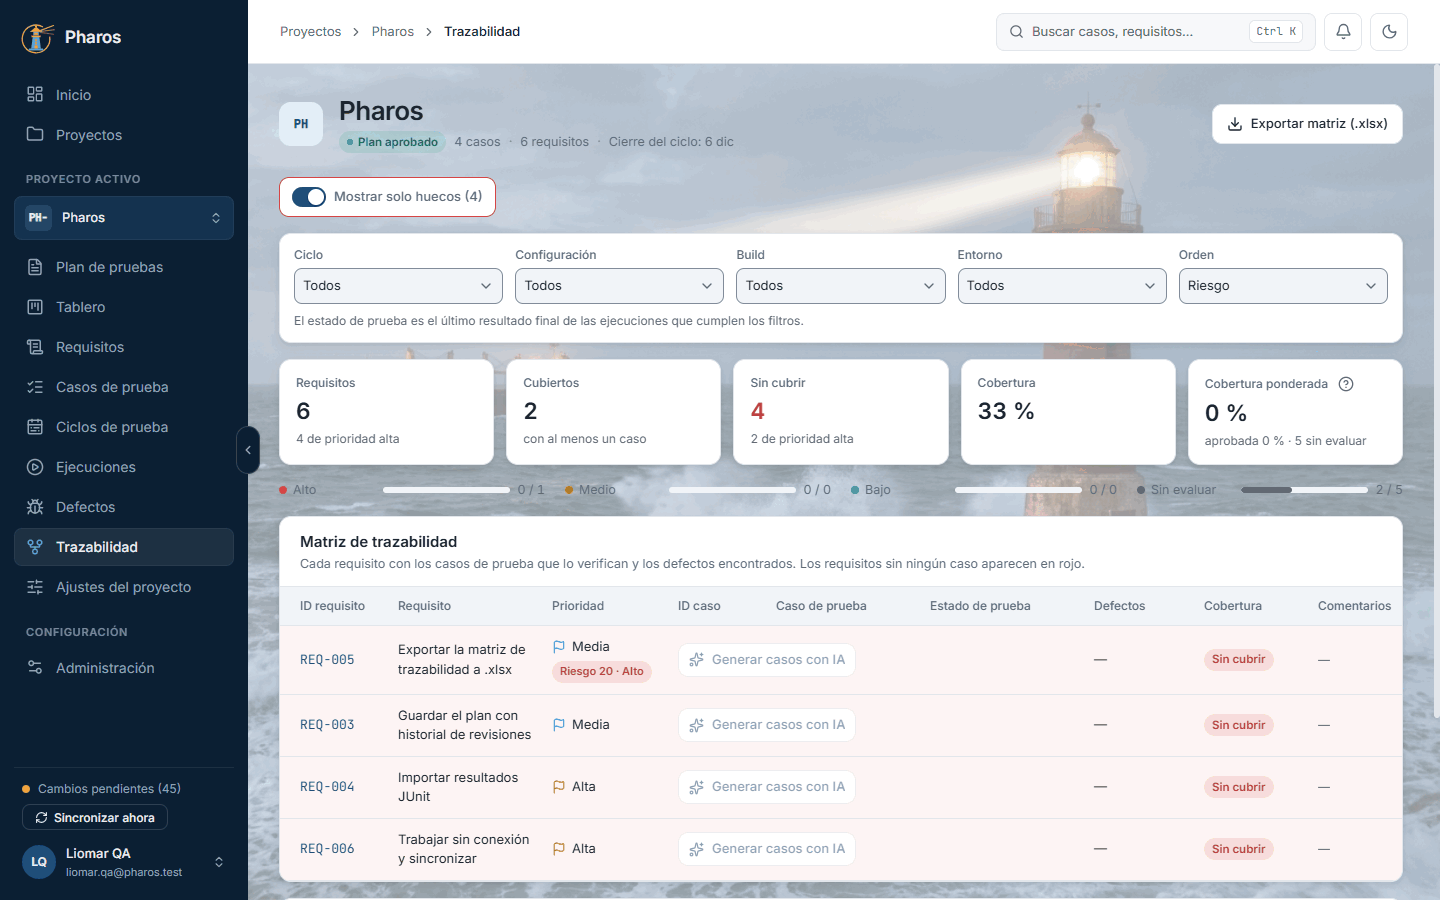 Pharos
Inicio
Proyectos
PROYECTO ACTIVO
PH-
Pharos
Plan de pruebas
Tablero
Requisitos
Casos de prueba
Ciclos de prueba
Ejecuciones
Defectos
Trazabilidad
Ajustes del proyecto
CONFIGURACIÓN
Administración
Cambios pendientes (45)
Sincronizar ahora
LQ
Liomar QA
liomar.qa@pharos.test
Proyectos > Pharos > Trazabilidad
Buscar casos, requisitos...
Ctrl K
PH
Pharos
Plan aprobado 4 casos · 6 requisitos · Cierre del ciclo: 6 dic
Exportar matriz (.xlsx)
Mostrar solo huecos (4)
Ciclo Configuración Build Entorno Orden
Todos Todos Todos Todos Riesgo
El estado de prueba es el último resultado final de las ejecuciones que cumplen los filtros.
Requisitos
6
4 de prioridad alta
Cubiertos
2
con al menos un caso
Sin cubrir
4
2 de prioridad alta
Cobertura
33 %
Cobertura ponderada ?
0 %
aprobada 0 % · 5 sin evaluar
Alto 0 / 1 Medio 0 / 0 Bajo 0 / 0 Sin evaluar 2 / 5
Matriz de trazabilidad
Cada requisito con los casos de prueba que lo verifican y los defectos encontrados. Los requisitos sin ningún caso aparecen en rojo.
ID requisito Requisito Prioridad ID caso Caso de prueba Estado de prueba Defectos Cobertura Comentarios
REQ-005 Exportar la matriz de trazabilidad a .xlsx Media Riesgo 20 · Alto Generar casos con IA — Sin cubrir —
REQ-003 Guardar el plan con historial de revisiones Media Generar casos con IA — Sin cubrir —
REQ-004 Importar resultados JUnit Alta Generar casos con IA — Sin cubrir —
REQ-006 Trabajar sin conexión y sincronizar Alta Generar casos con IA — Sin cubrir —